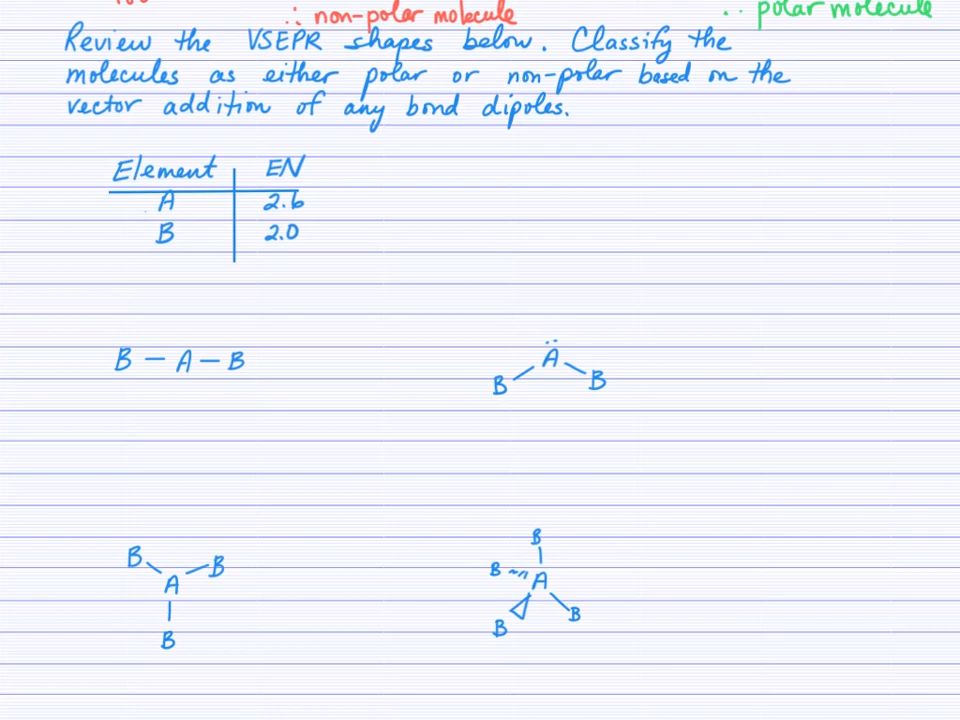 ∴ non-polar molecule
∴ polar molecule
Review the VSEPR shapes below. Classify the
molecules as either polar or non-polar based on the
vector addition of any bond dipoles.
Element EN
A 2.6
B 2.0
B — A — B
A
B B
B B
A
B
B
B A
B B